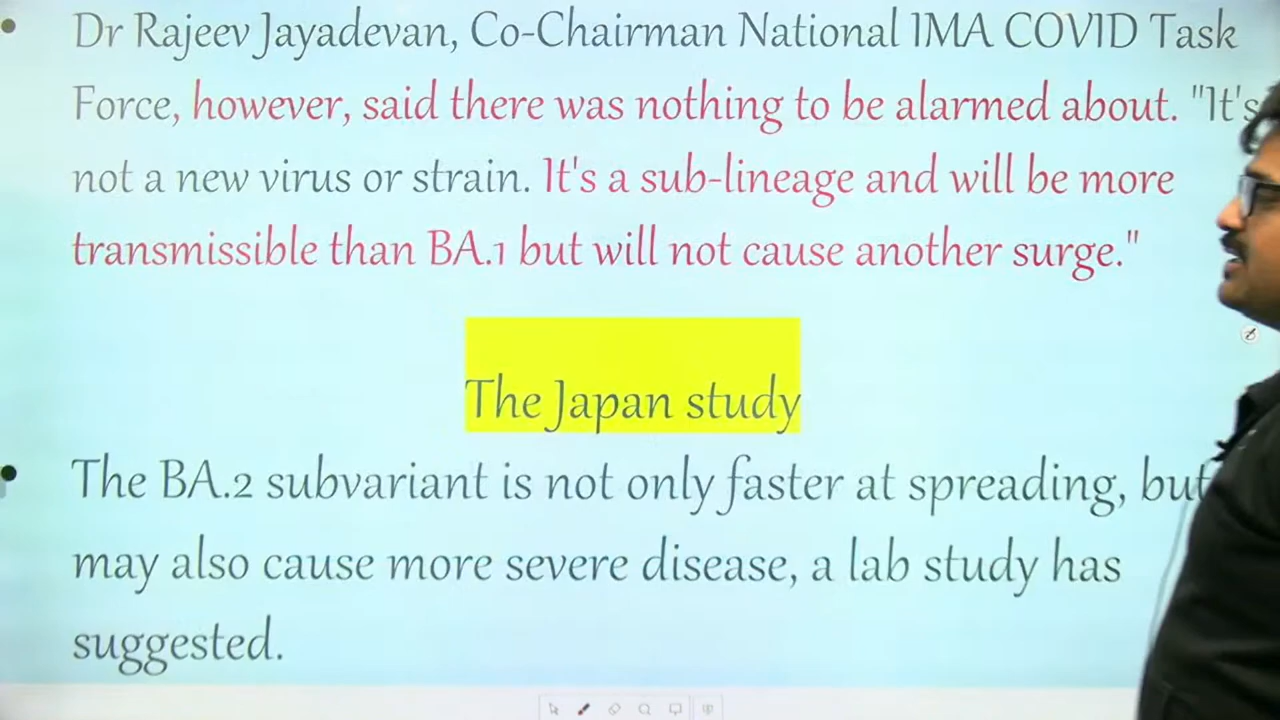 • Dr Rajeev Jayadevan, Co-Chairman National IMA COVID Task
Force, however, said there was nothing to be alarmed about. "It's
not a new virus or strain. It's a sub-lineage and will be more
transmissible than BA.1 but will not cause another surge."
The Japan study
• The BA.2 subvariant is not only faster at spreading, but
may also cause more severe disease, a lab study has
suggested.